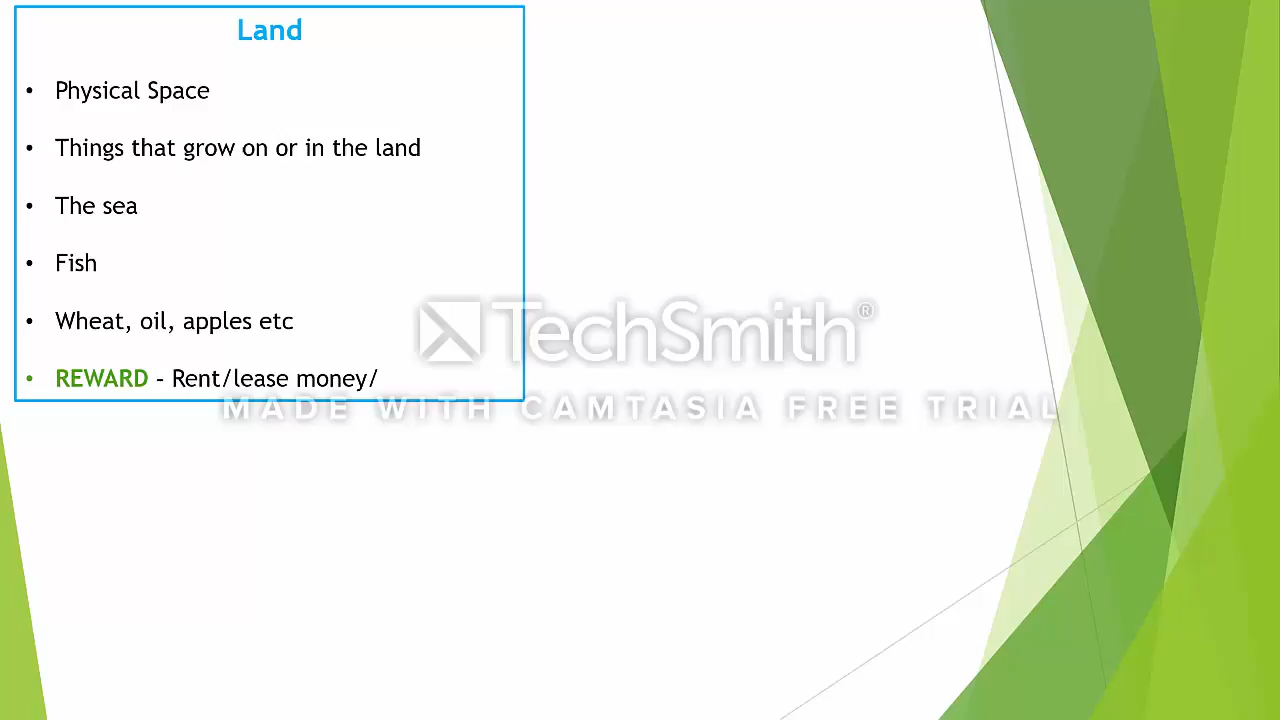 Land
• Physical Space
• Things that grow on or in the land
• The sea
• Fish
• Wheat, oil, apples etc
• REWARD – Rent/lease money/
TechSmith®
MADE WITH CAMTASIA FREE TRIAL